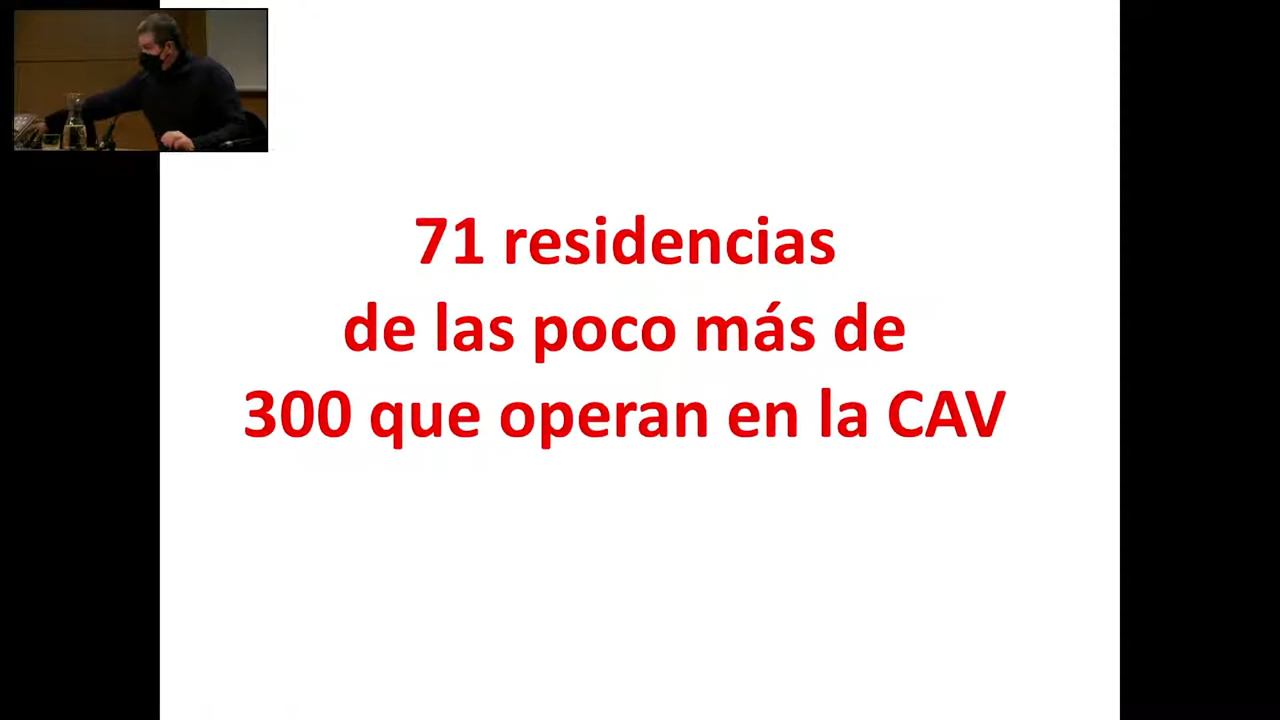 71 residencias
de las poco más de
300 que operan en la CAV